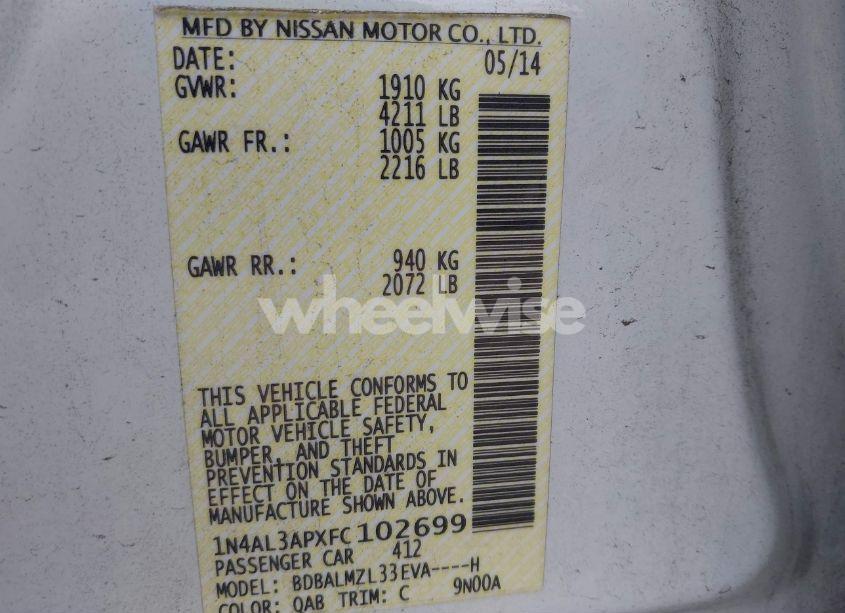 MFD BY NISSAN MOTOR CO., LTD.
DATE: 05/14
GVWR: 1910 KG
4211 LB
GAWR FR.: 1005 KG
2216 LB
GAWR RR.: 940 KG
2072 LB
wheelwise
THIS VEHICLE CONFORMS TO
ALL APPLICABLE FEDERAL
MOTOR VEHICLE SAFETY,
BUMPER, AND THEFT
PREVENTION STANDARDS IN
EFFECT ON THE DATE OF
MANUFACTURE SHOWN ABOVE.
1N4AL3APXFC102699
PASSENGER CAR 412
MODEL: BDBALMZL33EVA----H
COLOR: QAB TRIM: C 9N00A